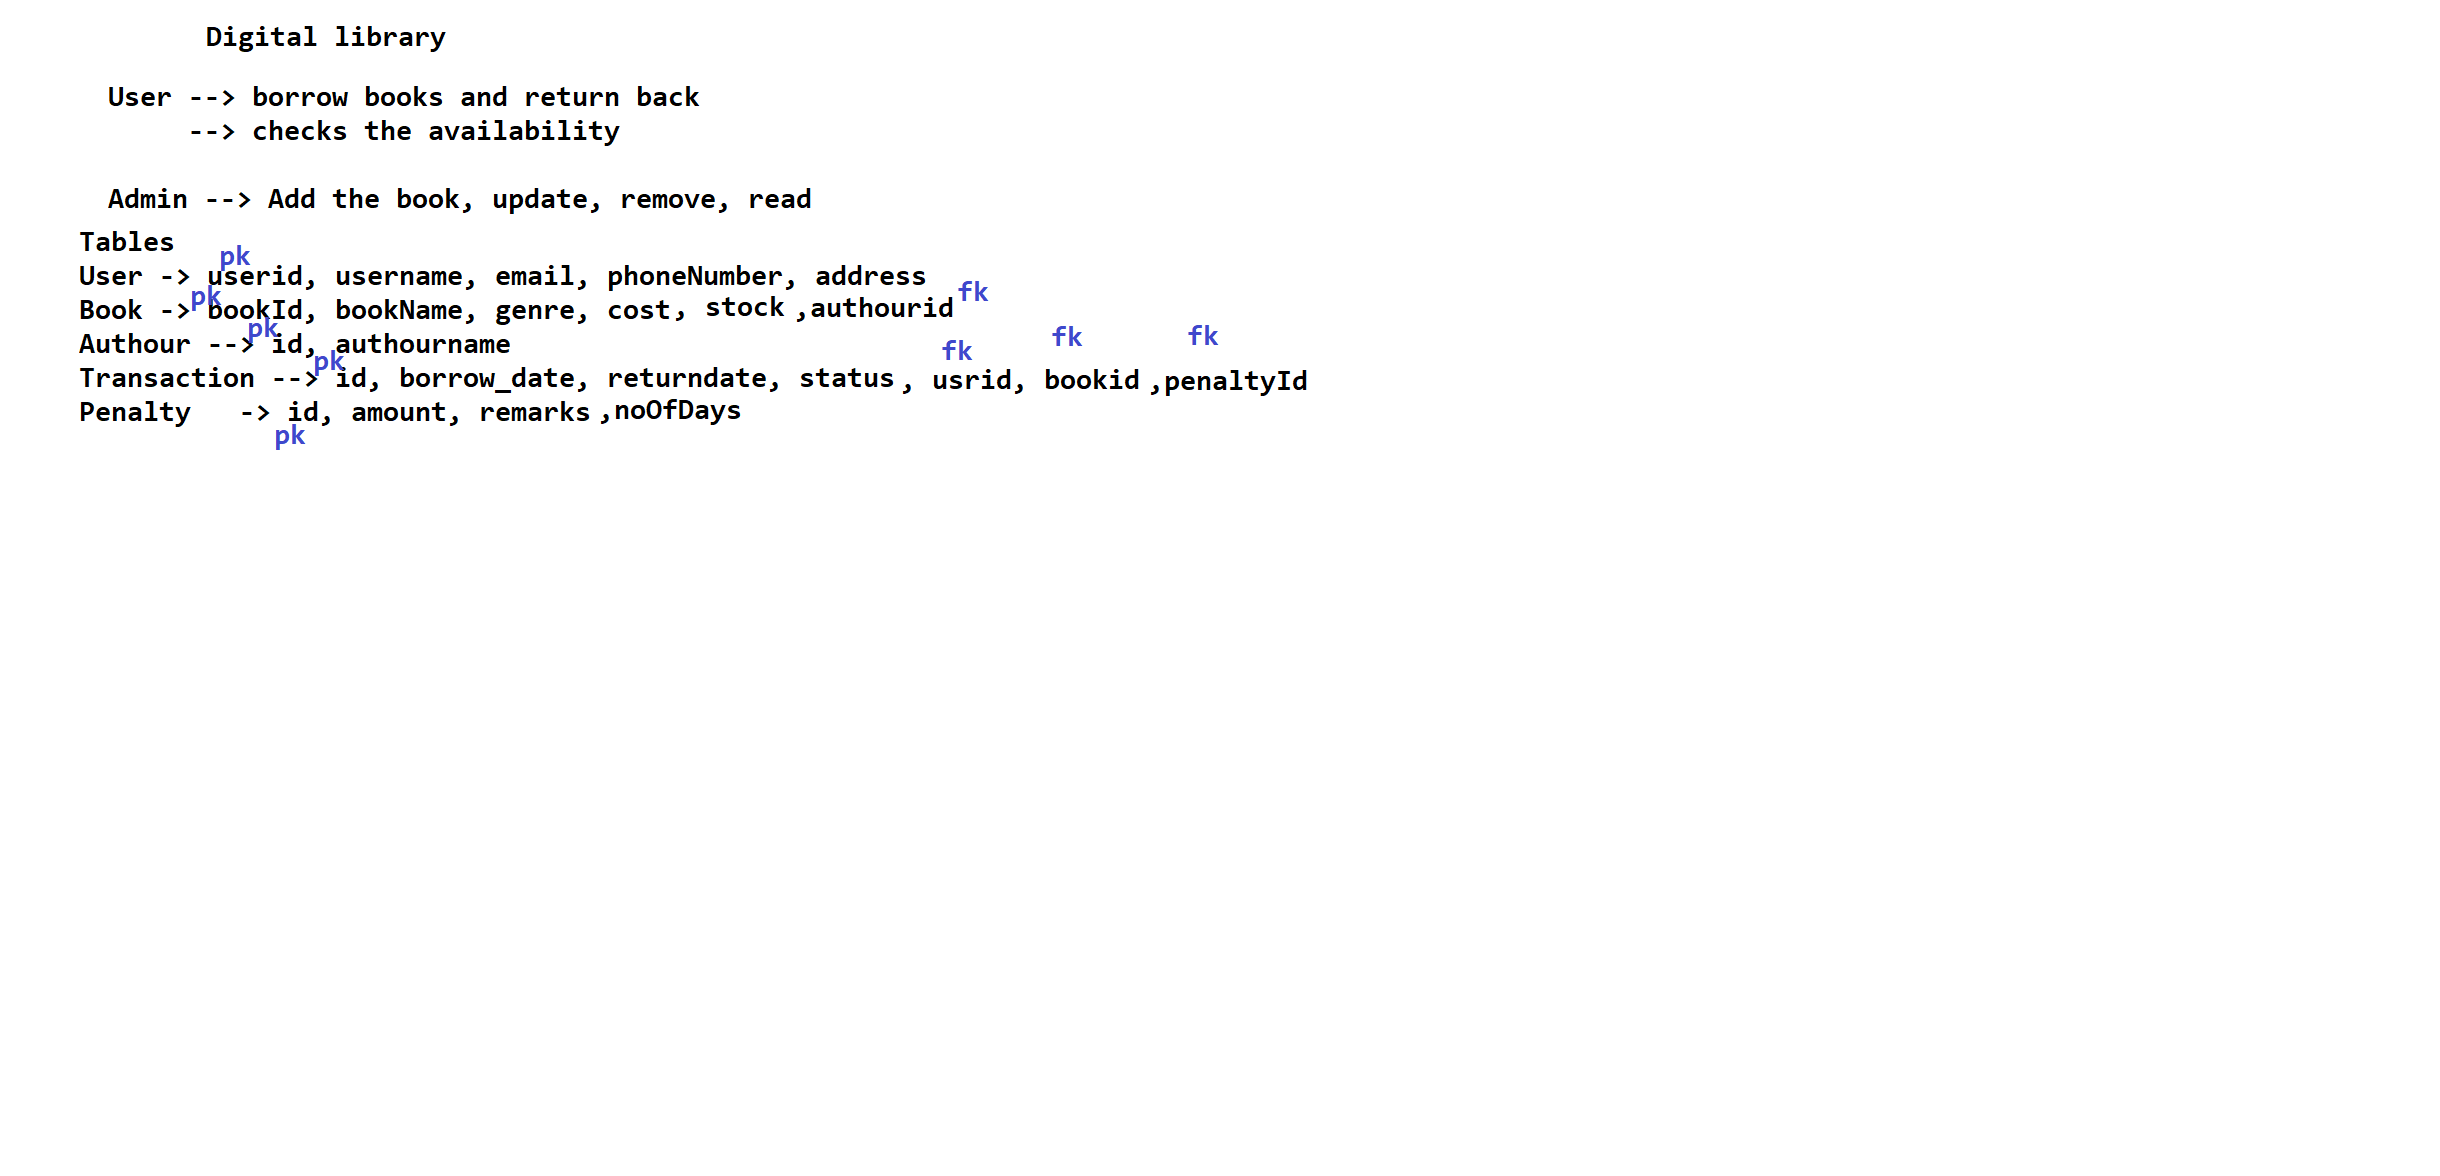 Digital library
User --> borrow books and return back
--> checks the availability
Admin --> Add the book, update, remove, read
Tables
pk
User -> userid, username, email, phoneNumber, address
pk fk
Book -> bookId, bookName, genre, cost, stock ,authourid
pk fk fk
Authour --> id, authourname
pk fk
Transaction --> id, borrow_date, returndate, status , usrid, bookid ,penaltyId
Penalty -> id, amount, remarks ,noOfDays
pk